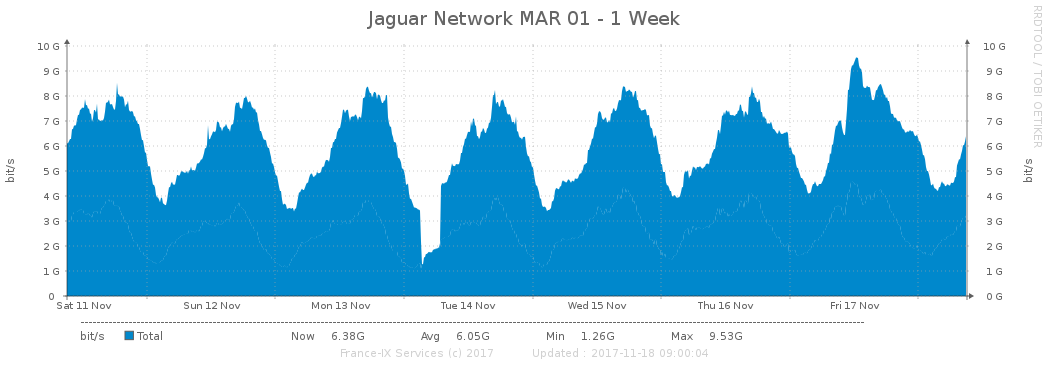 Jaguar Network MAR 01 - 1 Week
RRDTOOL / TOBI OETIKER
bit/s
10 G 10 G
9 G 9 G
8 G 8 G
7 G 7 G
6 G 6 G
5 G 5 G
4 G 4 G
3 G 3 G
2 G 2 G
1 G 1 G
0 0 G
bit/s
Sat 11 Nov Sun 12 Nov Mon 13 Nov Tue 14 Nov Wed 15 Nov Thu 16 Nov Fri 17 Nov
bit/s Total Now 6.38G Avg 6.05G Min 1.26G Max 9.53G
France-IX Services (c) 2017 Updated : 2017-11-18 09:00:04